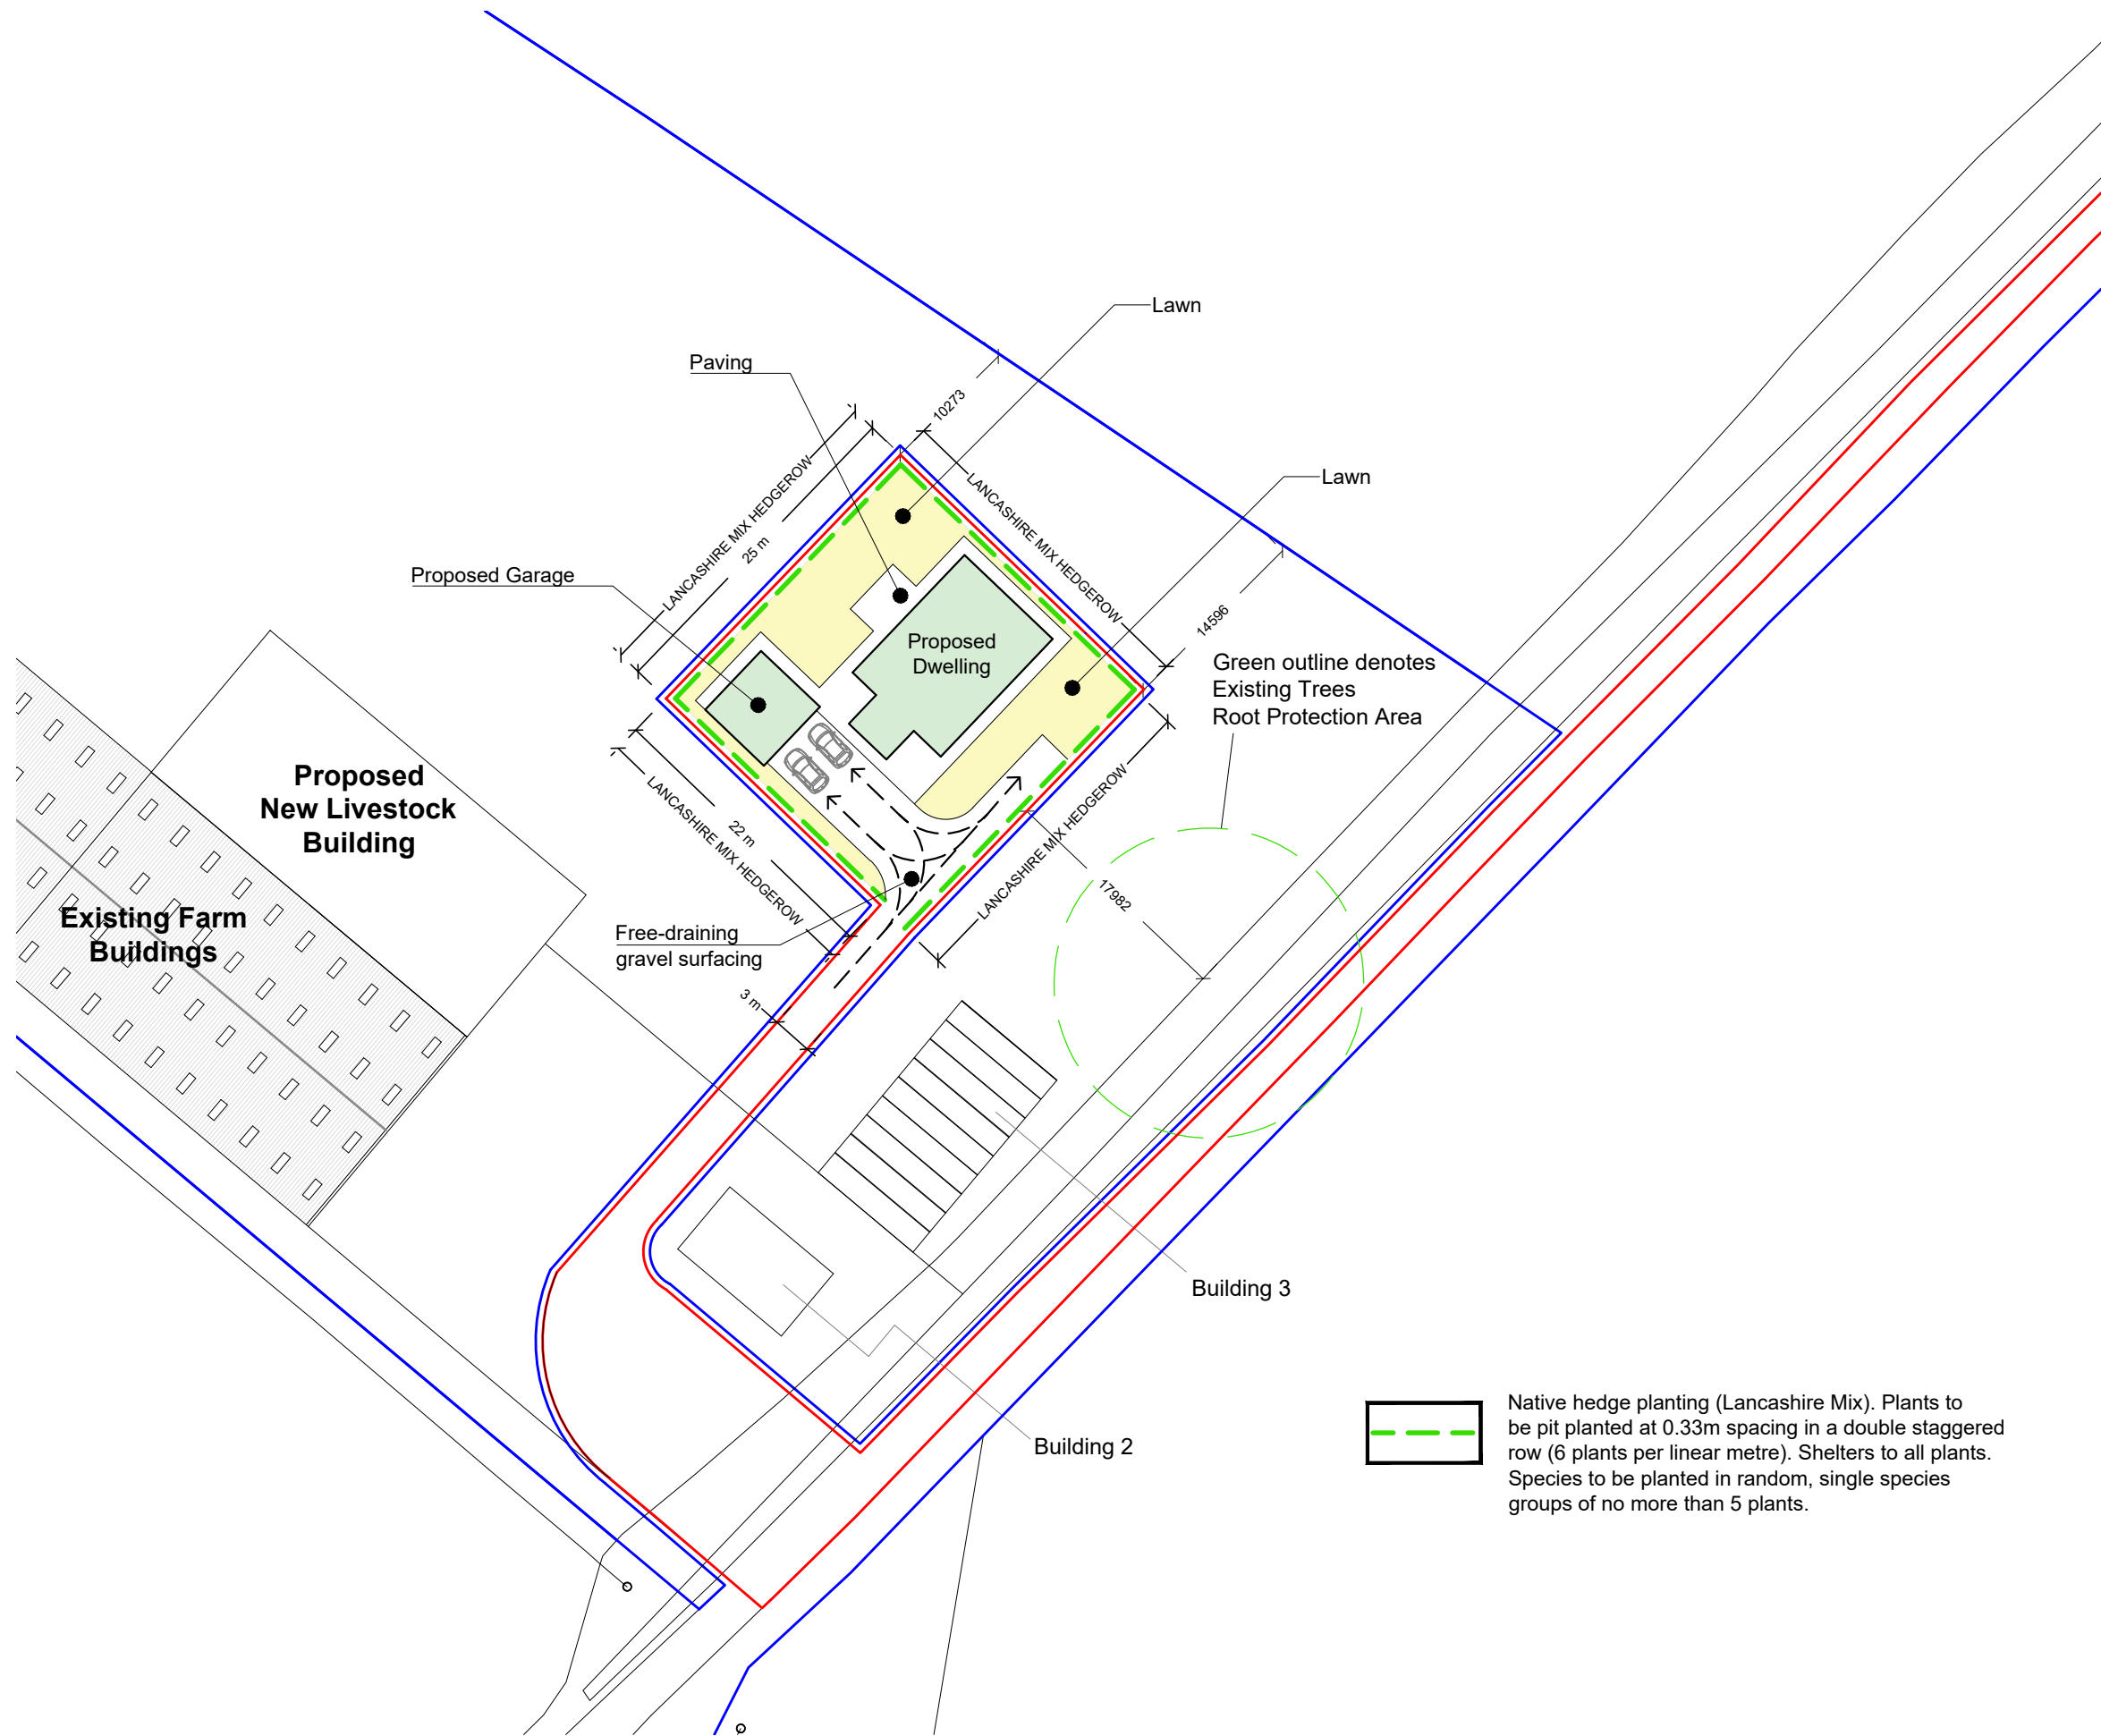 Lawn
Paving
10273
LANCASHIRE MIX HEDGEROW
25 m
LANCASHIRE MIX HEDGEROW
Lawn
Proposed Garage
Proposed
Dwelling
14596
Green outline denotes
Existing Trees
Root Protection Area
Proposed
New Livestock
Building
22 m
LANCASHIRE MIX HEDGEROW
LANCASHIRE MIX HEDGEROW
17982
Existing Farm
Buildings
Free-draining
gravel surfacing
3 m
Building 3
Building 2
Native hedge planting (Lancashire Mix). Plants to
be pit planted at 0.33m spacing in a double staggered
row (6 plants per linear metre). Shelters to all plants.
Species to be planted in random, single species
groups of no more than 5 plants.